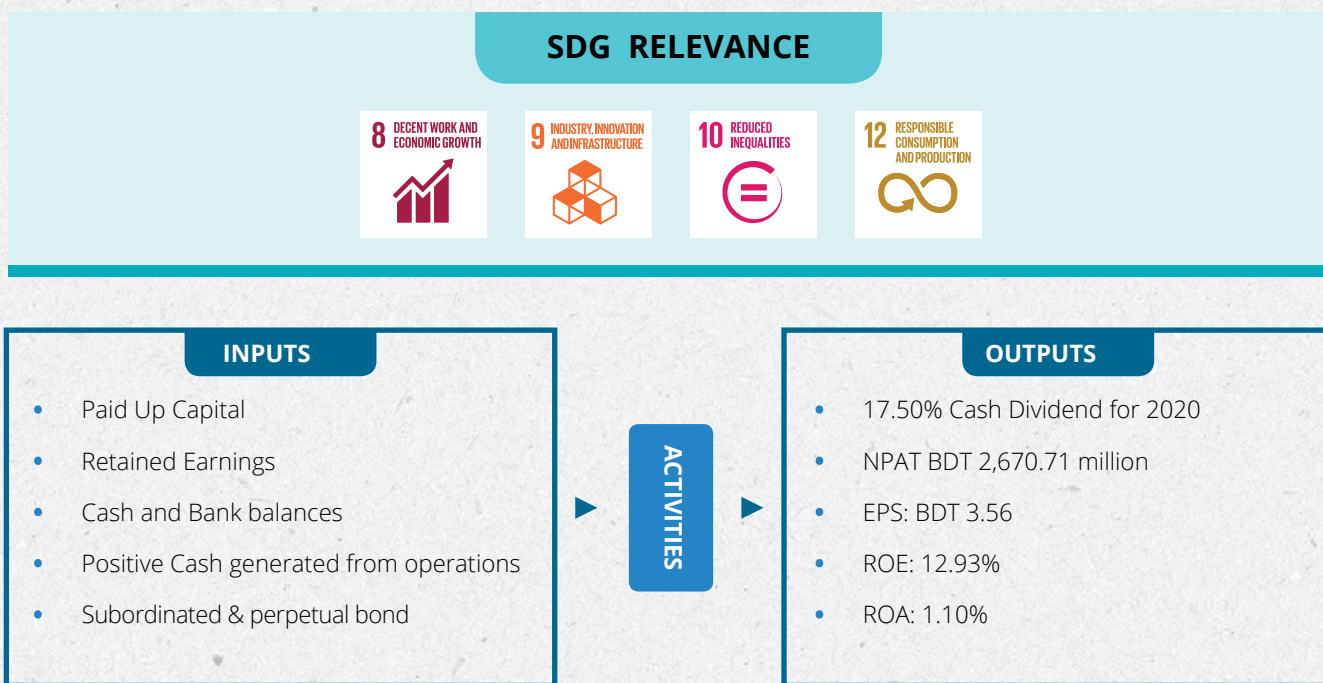 SDG RELEVANCE
8 DECENT WORK AND
ECONOMIC GROWTH
9 INDUSTRY, INNOVATION
AND INFRASTRUCTURE
10 REDUCED
INEQUALITIES
12 RESPONSIBLE
CONSUMPTION
AND PRODUCTION
INPUTS
• Paid Up Capital
• Retained Earnings
• Cash and Bank balances
• Positive Cash generated from operations
• Subordinated & perpetual bond
ACTIVITIES
OUTPUTS
• 17.50% Cash Dividend for 2020
• NPAT BDT 2,670.71 million
• EPS: BDT 3.56
• ROE: 12.93%
• ROA: 1.10%